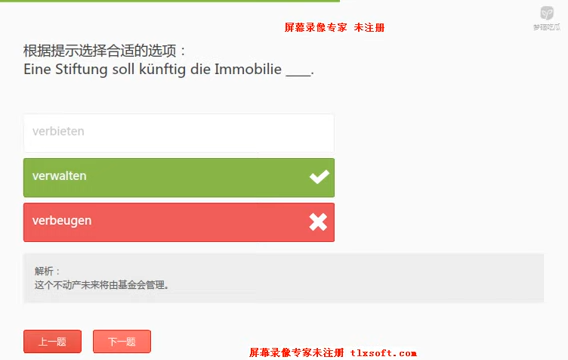 屏幕录像专家 未注册
根据提示选择合适的选项：
Eine Stiftung soll künftig die Immobilie ____.
verbieten
verwalten
verbeugen
解析：
这个不动产未来将由基金会管理。
上一题
下一题
屏幕录像专家未注册 tlxsoft.com